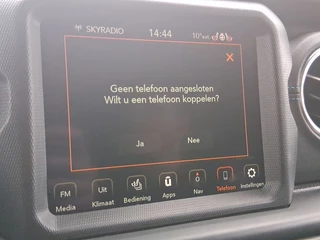 SKYRADIO 14:44 10°
Geen telefoon aangesloten
Wilt u een telefoon koppelen?
Ja Nee
FM Uit
Media Klimaat Bediening Apps Nav Telefoon Instellingen